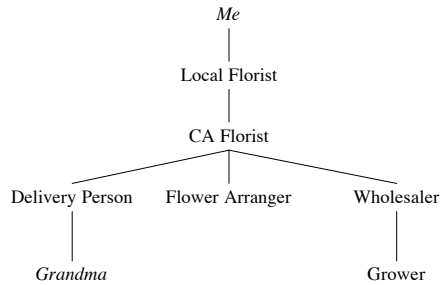 Me
Local Florist
CA Florist
Delivery Person Flower Arranger Wholesaler
Grandma Grower